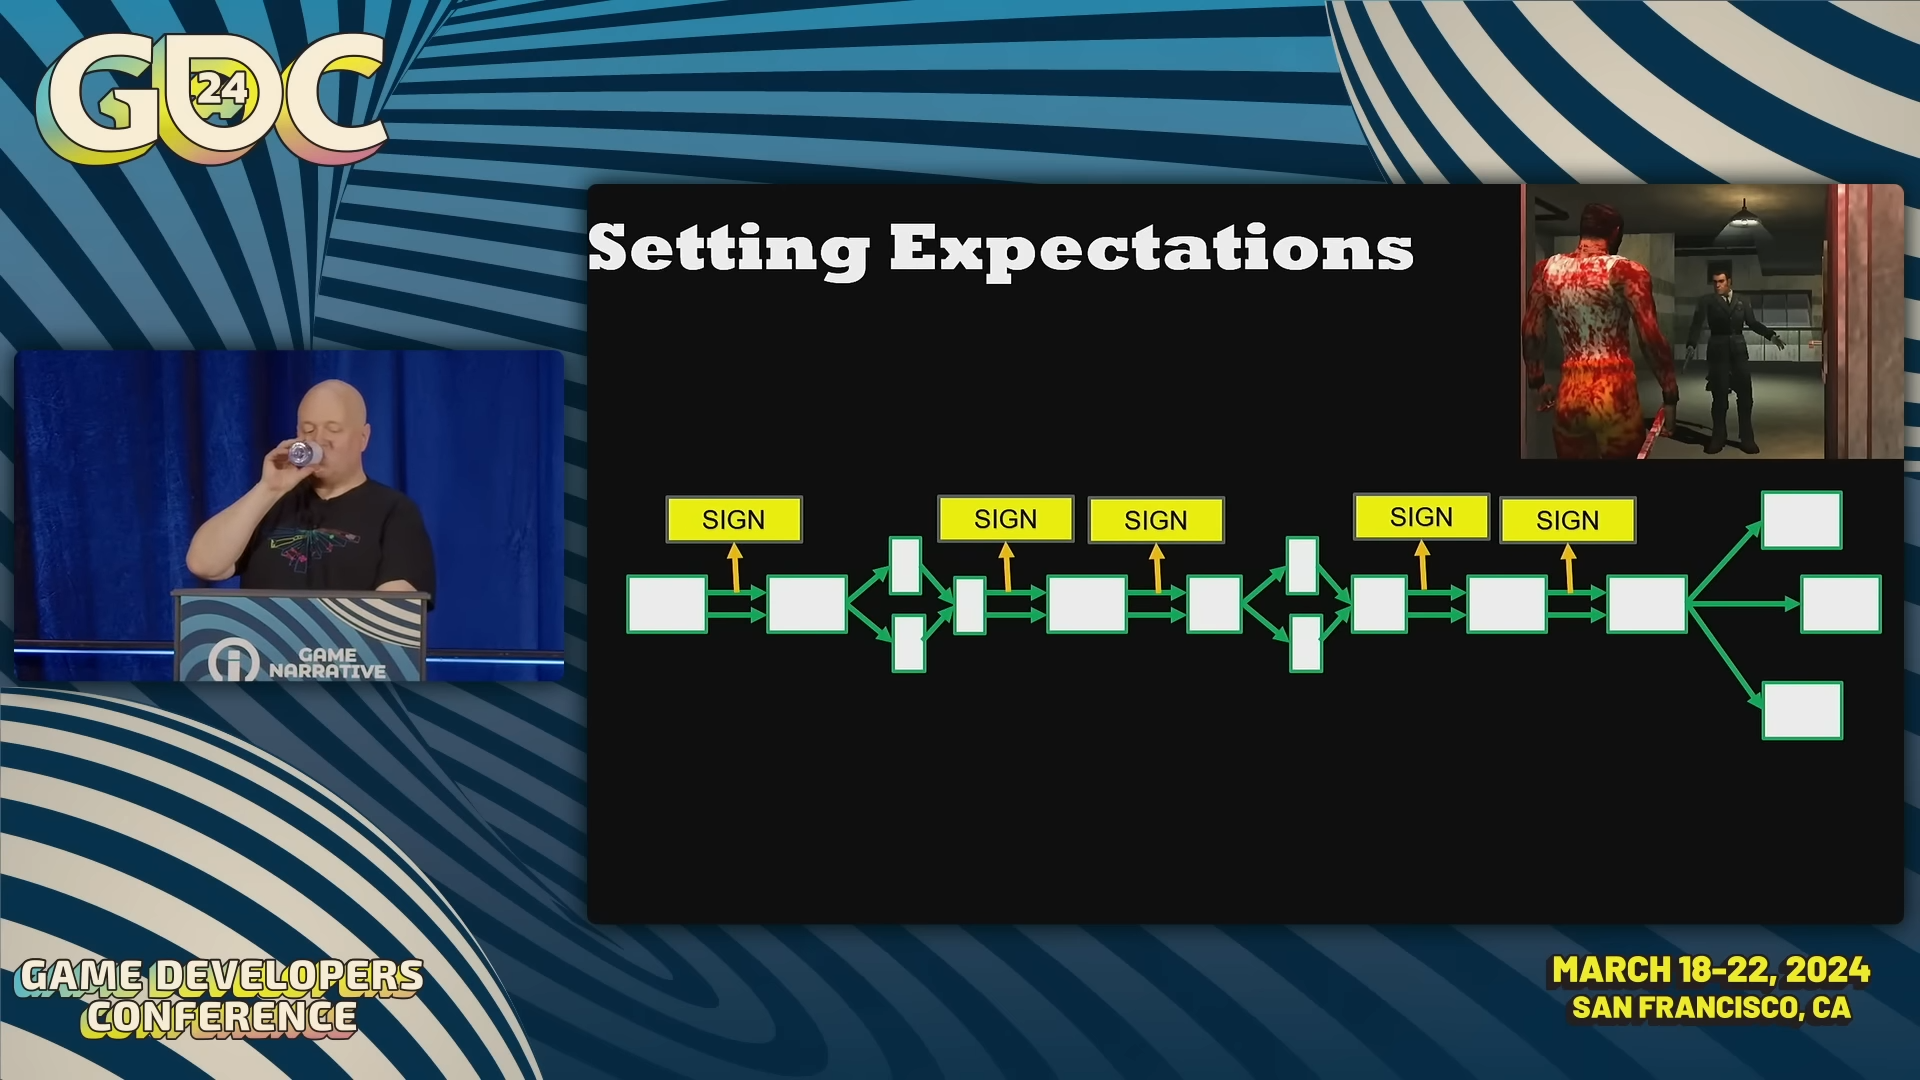 GDC
24
Setting Expectations
SIGN
SIGN
SIGN
SIGN
SIGN
GAME
NARRATIVE
GAME DEVELOPERS
CONFERENCE
MARCH 18-22, 2024
SAN FRANCISCO, CA